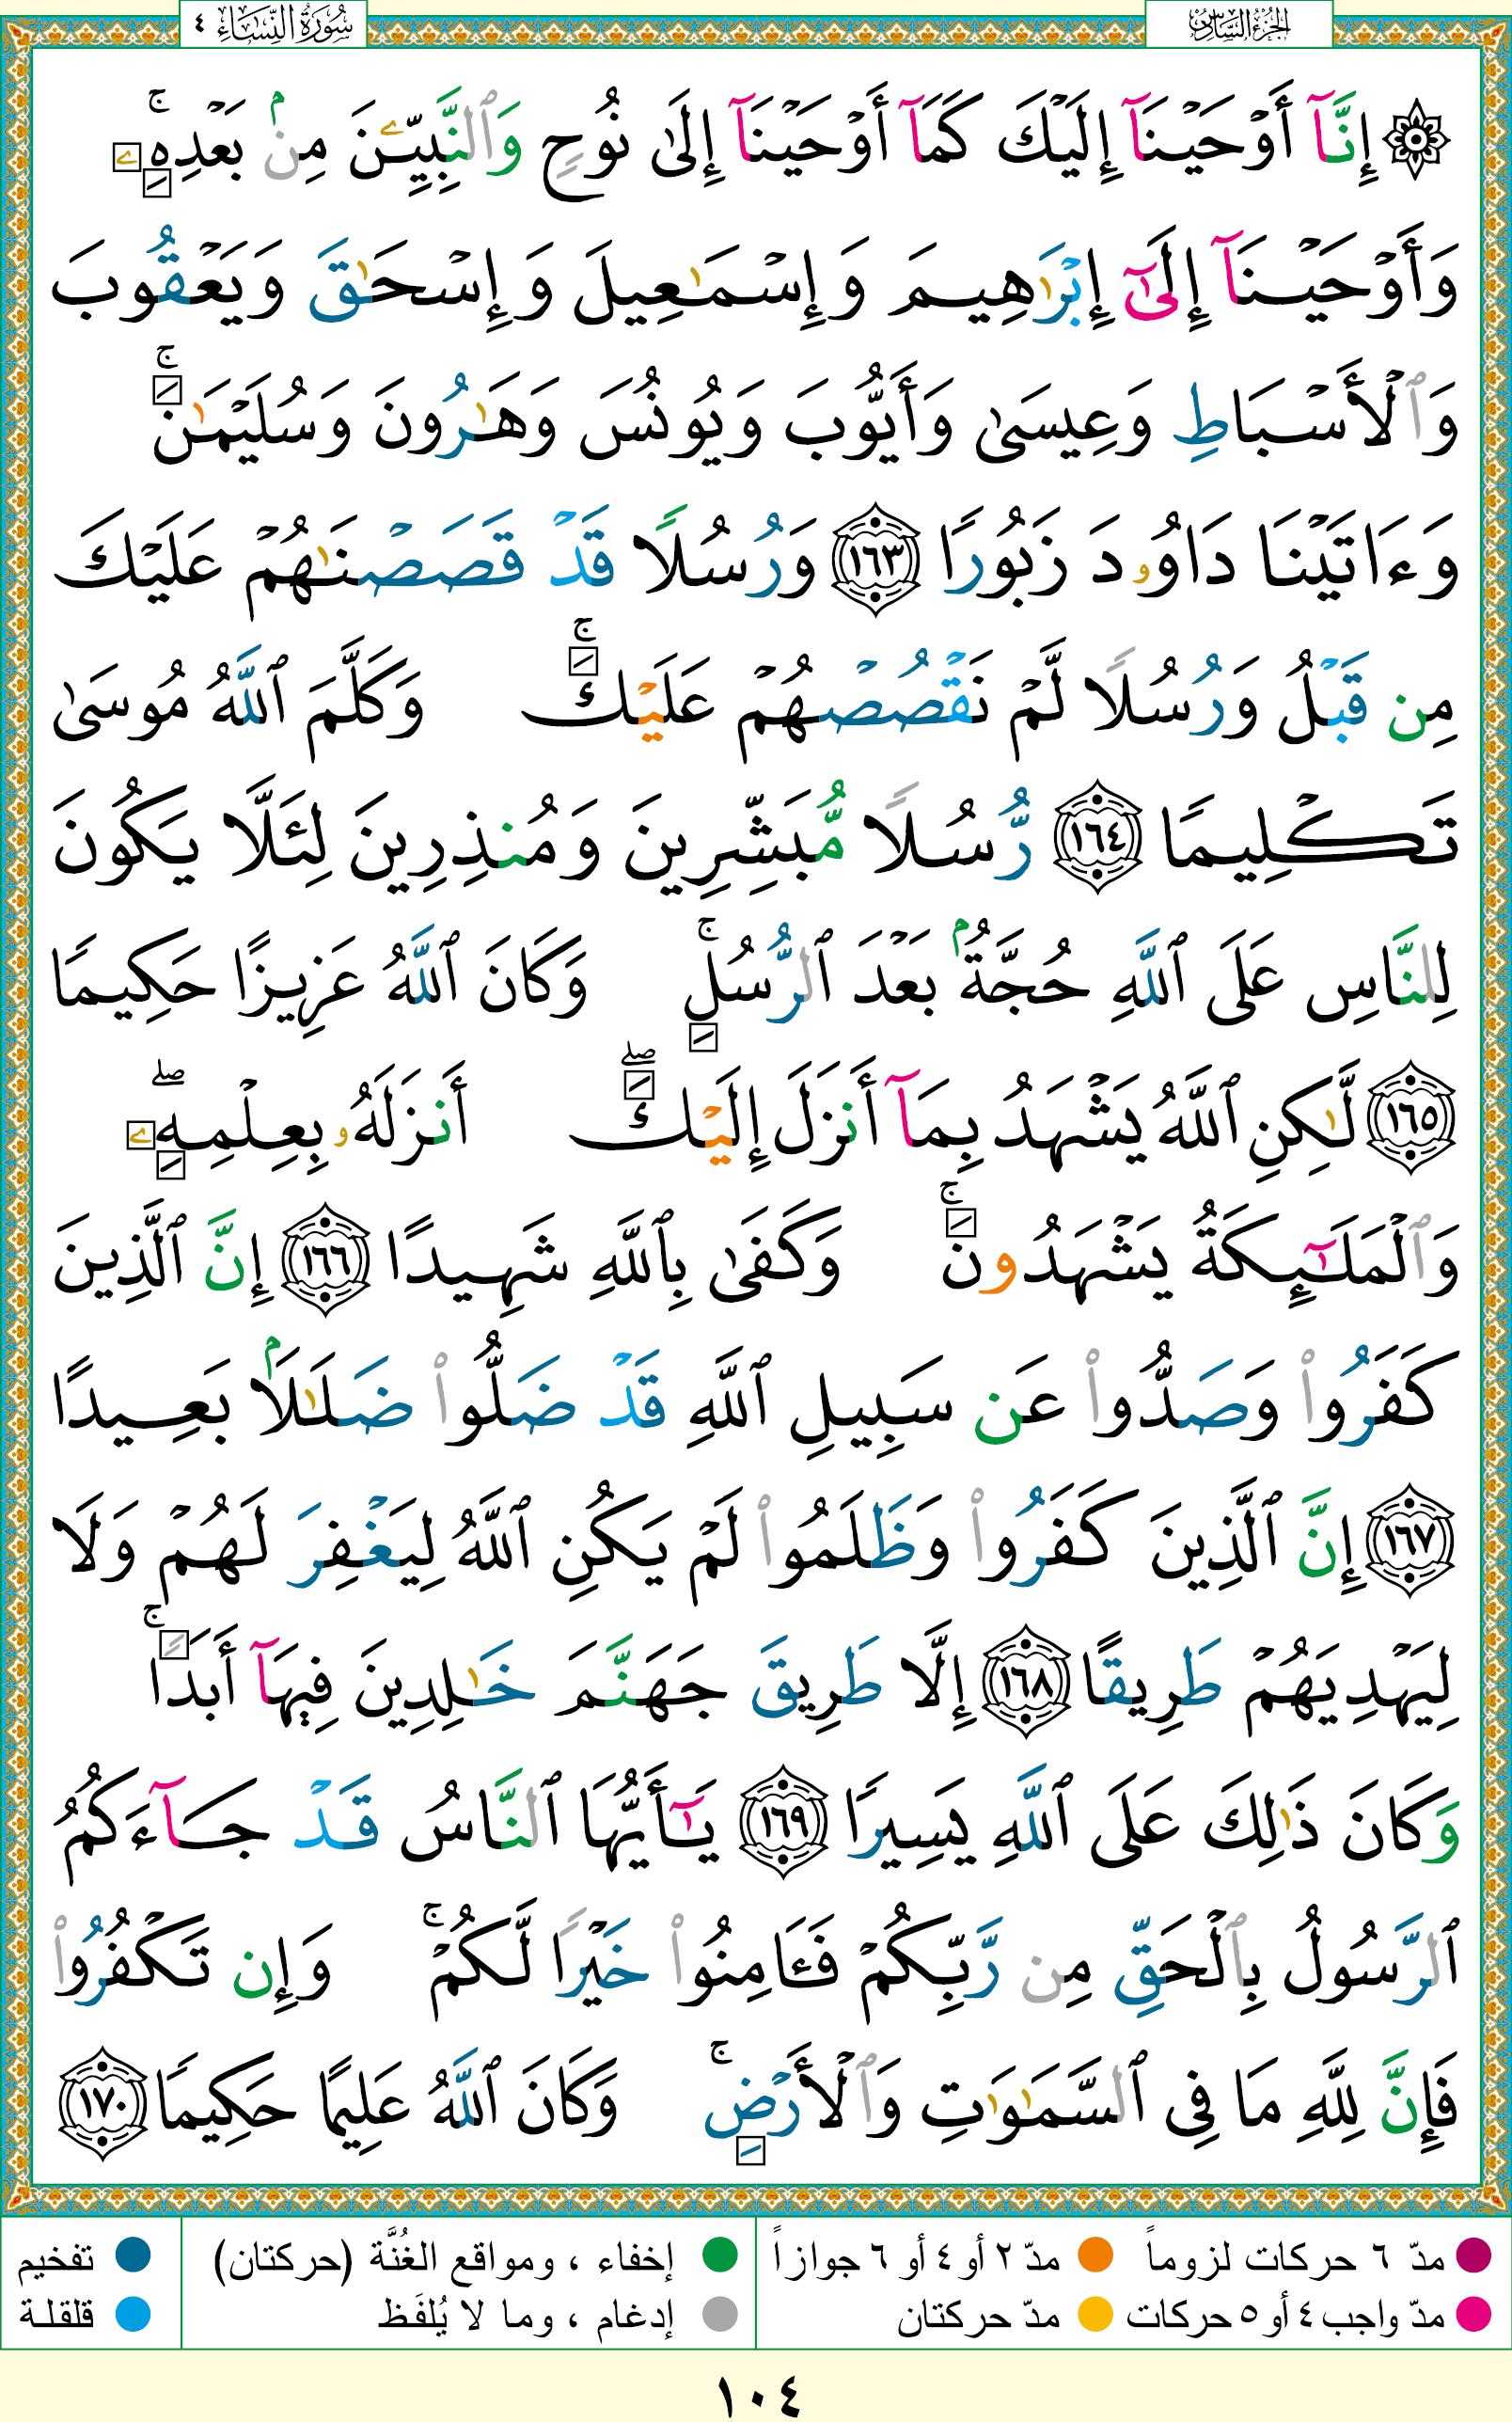 الجزء السادس
سورة النساء ٤
۞ إِنَّآ أَوْحَيْنَآ إِلَيْكَ كَمَآ أَوْحَيْنَآ إِلَىٰ نُوحٍ وَٱلنَّبِيِّـۧنَ مِنۢ بَعْدِهِۦ ۚ
وَأَوْحَيْنَآ إِلَىٰٓ إِبْرَٰهِيمَ وَإِسْمَـٰعِيلَ وَإِسْحَـٰقَ وَيَعْقُوبَ
وَٱلْأَسْبَاطِ وَعِيسَىٰ وَأَيُّوبَ وَيُونُسَ وَهَـٰرُونَ وَسُلَيْمَـٰنَ ۚ
وَءَاتَيْنَا دَاوُۥدَ زَبُورًا ١٦٣ وَرُسُلًا قَدْ قَصَصْنَـٰهُمْ عَلَيْكَ
مِن قَبْلُ وَرُسُلًا لَّمْ نَقْصُصْهُمْ عَلَيْكَ ۚ وَكَلَّمَ ٱللَّهُ مُوسَىٰ
تَكْلِيمًا ١٦٤ رُّسُلًا مُّبَشِّرِينَ وَمُنذِرِينَ لِئَلَّا يَكُونَ
لِلنَّاسِ عَلَى ٱللَّهِ حُجَّةٌۢ بَعْدَ ٱلرُّسُلِ ۚ وَكَانَ ٱللَّهُ عَزِيزًا حَكِيمًا
١٦٥ لَّـٰكِنِ ٱللَّهُ يَشْهَدُ بِمَآ أَنزَلَ إِلَيْكَ ۖ أَنزَلَهُۥ بِعِلْمِهِۦ ۖ
وَٱلْمَلَـٰٓئِكَةُ يَشْهَدُونَ ۚ وَكَفَىٰ بِٱللَّهِ شَهِيدًا ١٦٦ إِنَّ ٱلَّذِينَ
كَفَرُوا۟ وَصَدُّوا۟ عَن سَبِيلِ ٱللَّهِ قَدْ ضَلُّوا۟ ضَلَـٰلًۢا بَعِيدًا
١٦٧ إِنَّ ٱلَّذِينَ كَفَرُوا۟ وَظَلَمُوا۟ لَمْ يَكُنِ ٱللَّهُ لِيَغْفِرَ لَهُمْ وَلَا
لِيَهْدِيَهُمْ طَرِيقًا ١٦٨ إِلَّا طَرِيقَ جَهَنَّمَ خَـٰلِدِينَ فِيهَآ أَبَدًا ۚ
وَكَانَ ذَٰلِكَ عَلَى ٱللَّهِ يَسِيرًا ١٦٩ يَـٰٓأَيُّهَا ٱلنَّاسُ قَدْ جَآءَكُمُ
ٱلرَّسُولُ بِٱلْحَقِّ مِن رَّبِّكُمْ فَـَٔامِنُوا۟ خَيْرًا لَّكُمْ ۚ وَإِن تَكْفُرُوا۟
فَإِنَّ لِلَّهِ مَا فِى ٱلسَّمَـٰوَٰتِ وَٱلْأَرْضِ ۚ وَكَانَ ٱللَّهُ عَلِيمًا حَكِيمًا ١٧٠
مدّ ٦ حركات لزوماً مدّ ٢ أو ٤ أو ٦ جوازاً إخفاء ، ومواقع الغُنَّة (حركتان) تفخيم
مدّ واجب ٤ أو ٥ حركات مدّ حركتان إدغام ، وما لا يُلفَظ قلقلة
١٠٤